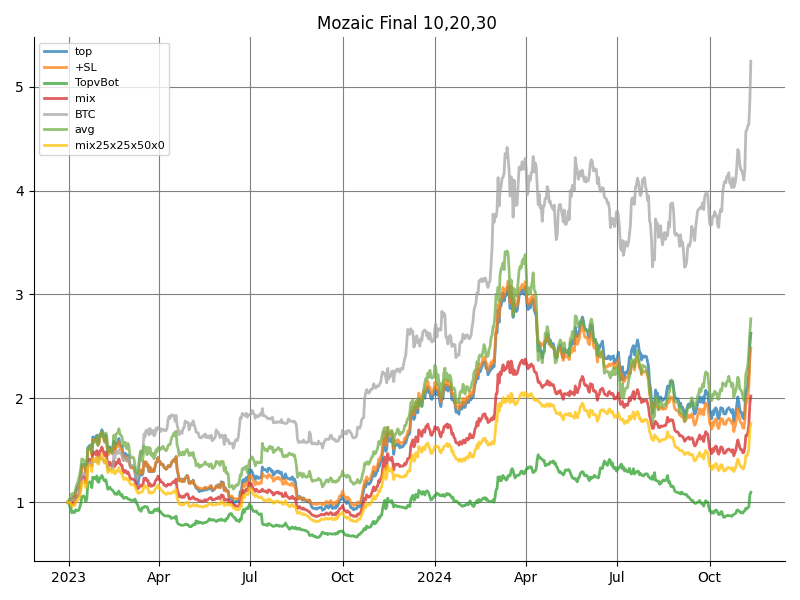 Mozaic Final 10,20,30
top
+SL
TopvBot
mix
BTC
avg
mix25x25x50x0
5
4
3
2
1
2023
Apr
Jul
Oct
2024
Apr
Jul
Oct